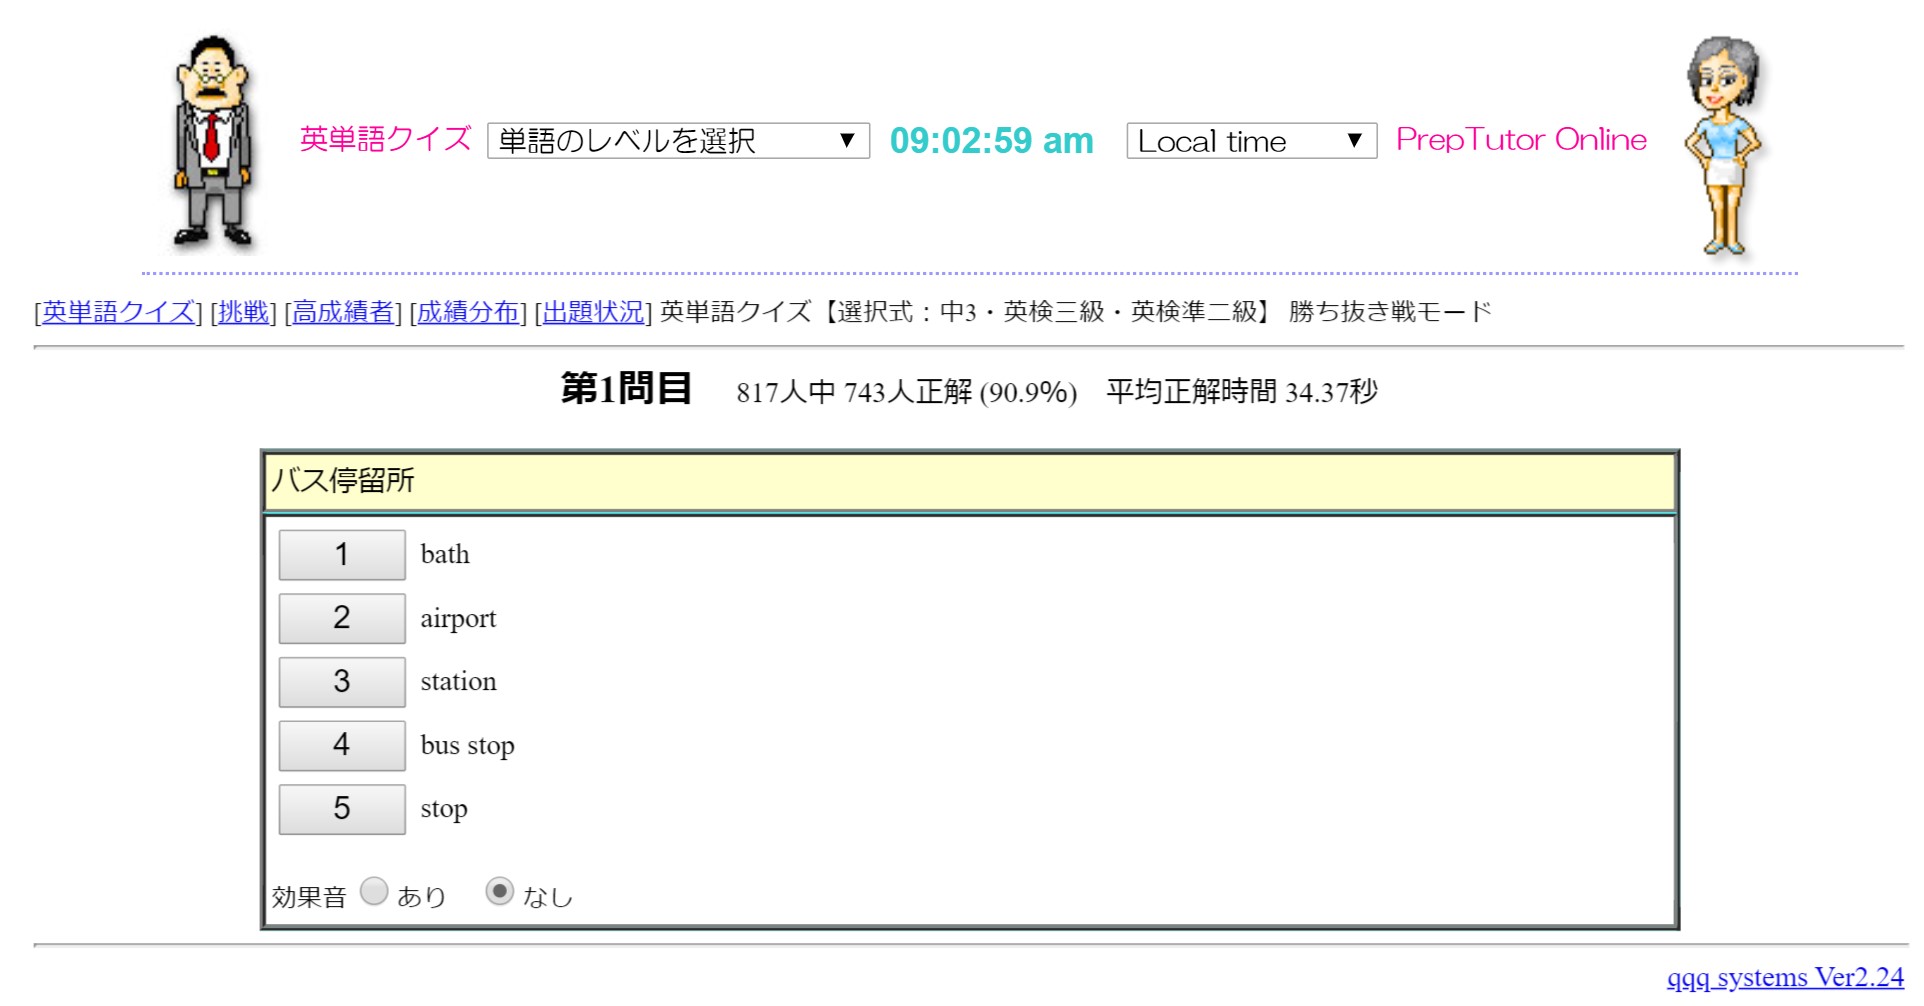 英単語クイズ 単語のレベルを選択 ▼ 09:02:59 am Local time ▼ PrepTutor Online
[英単語クイズ] [挑戦] [高成績者] [成績分布] [出題状況] 英単語クイズ【選択式：中3・英検三級・英検準二級】 勝ち抜き戦モード
第1問目 817人中 743人正解 (90.9%) 平均正解時間 34.37秒
バス停留所
1 bath
2 airport
3 station
4 bus stop
5 stop
効果音 あり なし
qqq systems Ver2.24